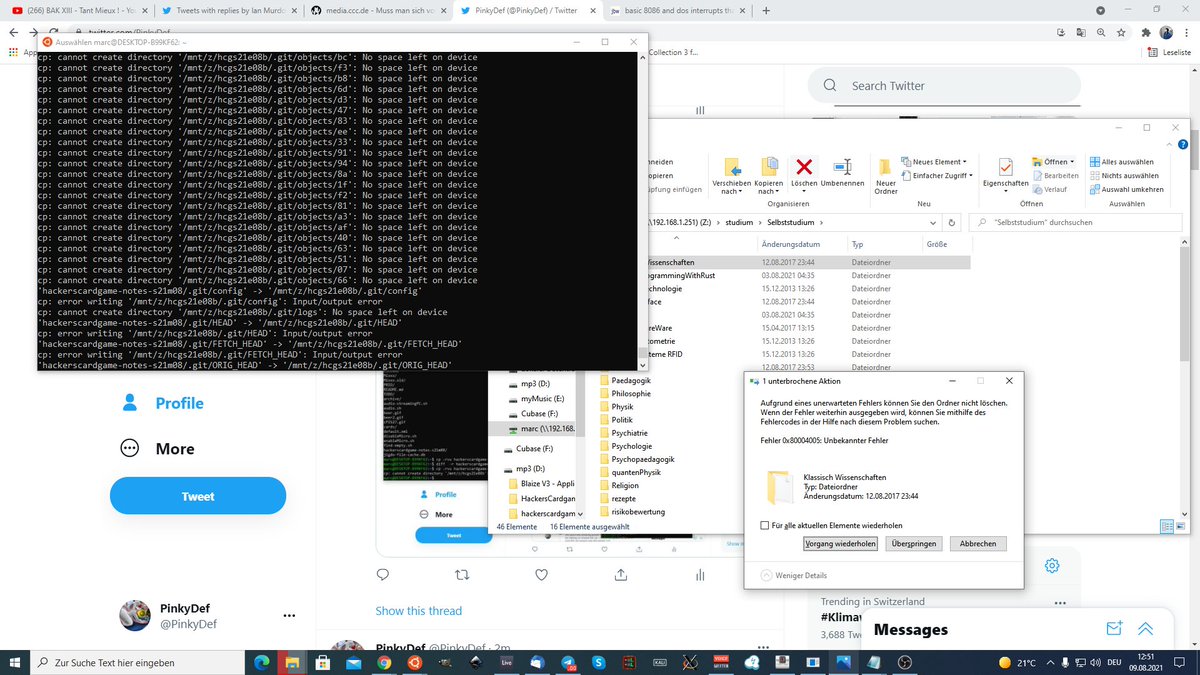 (266) BAK XIII - Tant Mieux ! - You
Tweets with replies by Ian Murdo
media.ccc.de - Muss man sich vo
PinkyDef (@PinkyDef) / Twitter
basic 8086 and dos interrupts th
twitter.com/PinkyDef
Collection 3 f...
Leseliste
Auswählen marc@DESKTOP-B99KF62: ~
cp: cannot create directory '/mnt/z/hcgs21e08b/.git/objects/bc': No space left on device
cp: cannot create directory '/mnt/z/hcgs21e08b/.git/objects/f3': No space left on device
cp: cannot create directory '/mnt/z/hcgs21e08b/.git/objects/b8': No space left on device
cp: cannot create directory '/mnt/z/hcgs21e08b/.git/objects/6d': No space left on device
cp: cannot create directory '/mnt/z/hcgs21e08b/.git/objects/d3': No space left on device
cp: cannot create directory '/mnt/z/hcgs21e08b/.git/objects/47': No space left on device
cp: cannot create directory '/mnt/z/hcgs21e08b/.git/objects/83': No space left on device
cp: cannot create directory '/mnt/z/hcgs21e08b/.git/objects/ee': No space left on device
cp: cannot create directory '/mnt/z/hcgs21e08b/.git/objects/33': No space left on device
cp: cannot create directory '/mnt/z/hcgs21e08b/.git/objects/91': No space left on device
cp: cannot create directory '/mnt/z/hcgs21e08b/.git/objects/94': No space left on device
cp: cannot create directory '/mnt/z/hcgs21e08b/.git/objects/8a': No space left on device
cp: cannot create directory '/mnt/z/hcgs21e08b/.git/objects/1f': No space left on device
cp: cannot create directory '/mnt/z/hcgs21e08b/.git/objects/f2': No space left on device
cp: cannot create directory '/mnt/z/hcgs21e08b/.git/objects/81': No space left on device
cp: cannot create directory '/mnt/z/hcgs21e08b/.git/objects/a3': No space left on device
cp: cannot create directory '/mnt/z/hcgs21e08b/.git/objects/af': No space left on device
cp: cannot create directory '/mnt/z/hcgs21e08b/.git/objects/40': No space left on device
cp: cannot create directory '/mnt/z/hcgs21e08b/.git/objects/63': No space left on device
cp: cannot create directory '/mnt/z/hcgs21e08b/.git/objects/51': No space left on device
cp: cannot create directory '/mnt/z/hcgs21e08b/.git/objects/07': No space left on device
cp: cannot create directory '/mnt/z/hcgs21e08b/.git/objects/66': No space left on device
'hackerscardgame-notes-s21m08/.git/config' -> '/mnt/z/hcgs21e08b/.git/config'
cp: error writing '/mnt/z/hcgs21e08b/.git/config': Input/output error
cp: cannot create directory '/mnt/z/hcgs21e08b/.git/logs': No space left on device
'hackerscardgame-notes-s21m08/.git/HEAD' -> '/mnt/z/hcgs21e08b/.git/HEAD'
cp: error writing '/mnt/z/hcgs21e08b/.git/HEAD': Input/output error
'hackerscardgame-notes-s21m08/.git/FETCH_HEAD' -> '/mnt/z/hcgs21e08b/.git/FETCH_HEAD'
cp: error writing '/mnt/z/hcgs21e08b/.git/FETCH_HEAD': Input/output error
'hackerscardgame-notes-s21m08/.git/ORIG_HEAD' -> '/mnt/z/hcgs21e08b/.git/ORIG_HEAD'
Search Twitter
neiden
opieren
üpfung einfügen
Verschieben nach
Kopieren nach
Löschen
Umbenennen
Organisieren
Neuer Ordner
Neues Element
Einfacher Zugriff
Neu
Eigenschaften
Öffnen
Bearbeiten
Verlauf
Öffnen
Alles auswählen
Nichts auswählen
Auswahl umkehren
Auswählen
\\192.168.1.251) (Z:) › studium › Selbststudium ›
"Selbststudium" durchsuchen
Änderungsdatum Typ Größe
issenschaften 12.08.2017 23:44 Dateiordner
ogrammingWithRust 03.08.2021 04:35 Dateiordner
chnologie 15.12.2013 13:26 Dateiordner
face 12.08.2017 23:44 Dateiordner
03.08.2021 04:35 Dateiordner
reWare 15.04.2017 13:15 Dateiordner
tometrie 15.12.2013 13:26 Dateiordner
teme RFID 15.12.2013 13:26 Dateiordner
12.08.2017 23:53 Dateiordner
mp3 (D:)
myMusic (E:)
Cubase (F:)
marc (\\192.168.
Cubase (F:)
mp3 (D:)
Blaize V3 - Appli
HackersCardgan
hackerscardgam
Paedagogik
Philosophie
Physik
Politik
Psychiatrie
Psychologie
Psychopaedagogik
quantenPhysik
Religion
rezepte
risikobewertung
46 Elemente 16 Elemente ausgewählt
1 unterbrochene Aktion
Aufgrund eines unerwarteten Fehlers können Sie den Ordner nicht löschen.
Wenn der Fehler weiterhin ausgegeben wird, können Sie mithilfe des
Fehlercodes in der Hilfe nach diesem Problem suchen.
Fehler 0x80004005: Unbekannter Fehler
Klassisch Wissenschaften
Typ: Dateiordner
Änderungsdatum: 12.08.2017 23:44
Für alle aktuellen Elemente wiederholen
Vorgang wiederholen
Überspringen
Abbrechen
Weniger Details
Profile
More
Tweet
Profile
More
Tweet
PinkyDef
@PinkyDef
Show this thread
PinkyDef @PinkyDef · 2m
Trending in Switzerland
#Klimav
3,688 Twe
Messages
Zur Suche Text hier eingeben
Live
21°C
DEU
12:51
09.08.2021